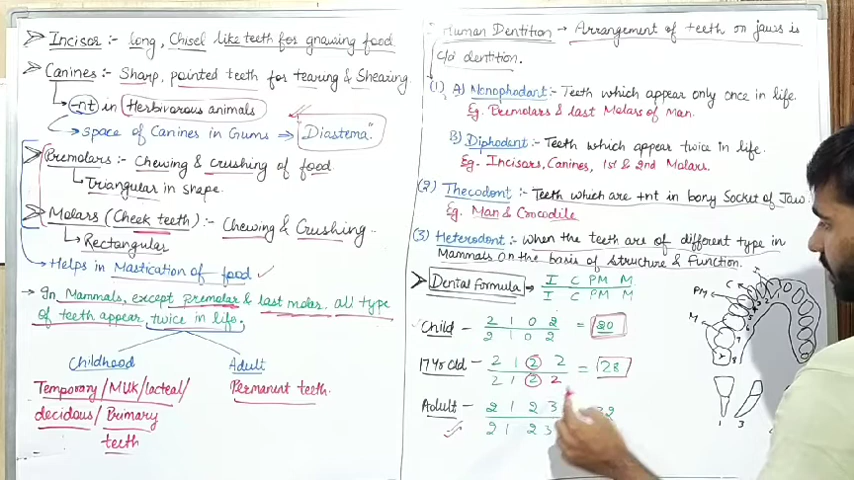 Incisor :- Long, Chisel like teeth for gnawing food
Canines :- Sharp, pointed teeth for tearing & Shearing.
-nt in Herbivorous animals
Space of Canines in Gums ⇒ "Diastema"
Premolars :- Chewing & crushing of food.
Triangular in shape.
Molars (Cheek teeth) :- Chewing & Crushing.
Rectangular
Helps in Mastication of food ✓
→ In Mammals, except premolar & last molar, all type
of teeth appear twice in life.
Childhood Adult
Temporary/Milk/lacteal/ Permanent teeth.
decidous/Primary
teeth
Human Dentition → Arrangement of teeth on jaws is
c/a dentition.
(1) A) Monophodont :- Teeth which appear only once in life.
Eg. Premolars & last Molars of Man.
B) Diphodont :- Teeth which appear twice in life.
Eg. Incisors, Canines, 1st & 2nd Molars.
(2) Thecodont :- Teeth which are +nt in bony Socket of Jaw.
Eg. Man & Crocodile
(3) Heterodont :- when the teeth are of different type in
Mammals on the basis of structure & Function.
Dental Formula → I C PM M
I C PM M
Child - 2 1 0 2 = 20
2 1 0 2
17 Yr Old - 2 1 2 2 = 28
2 1 2 2
Adult - 2 1 2 3 32
2 1 2 3
I
C
PM
M
8
1 3